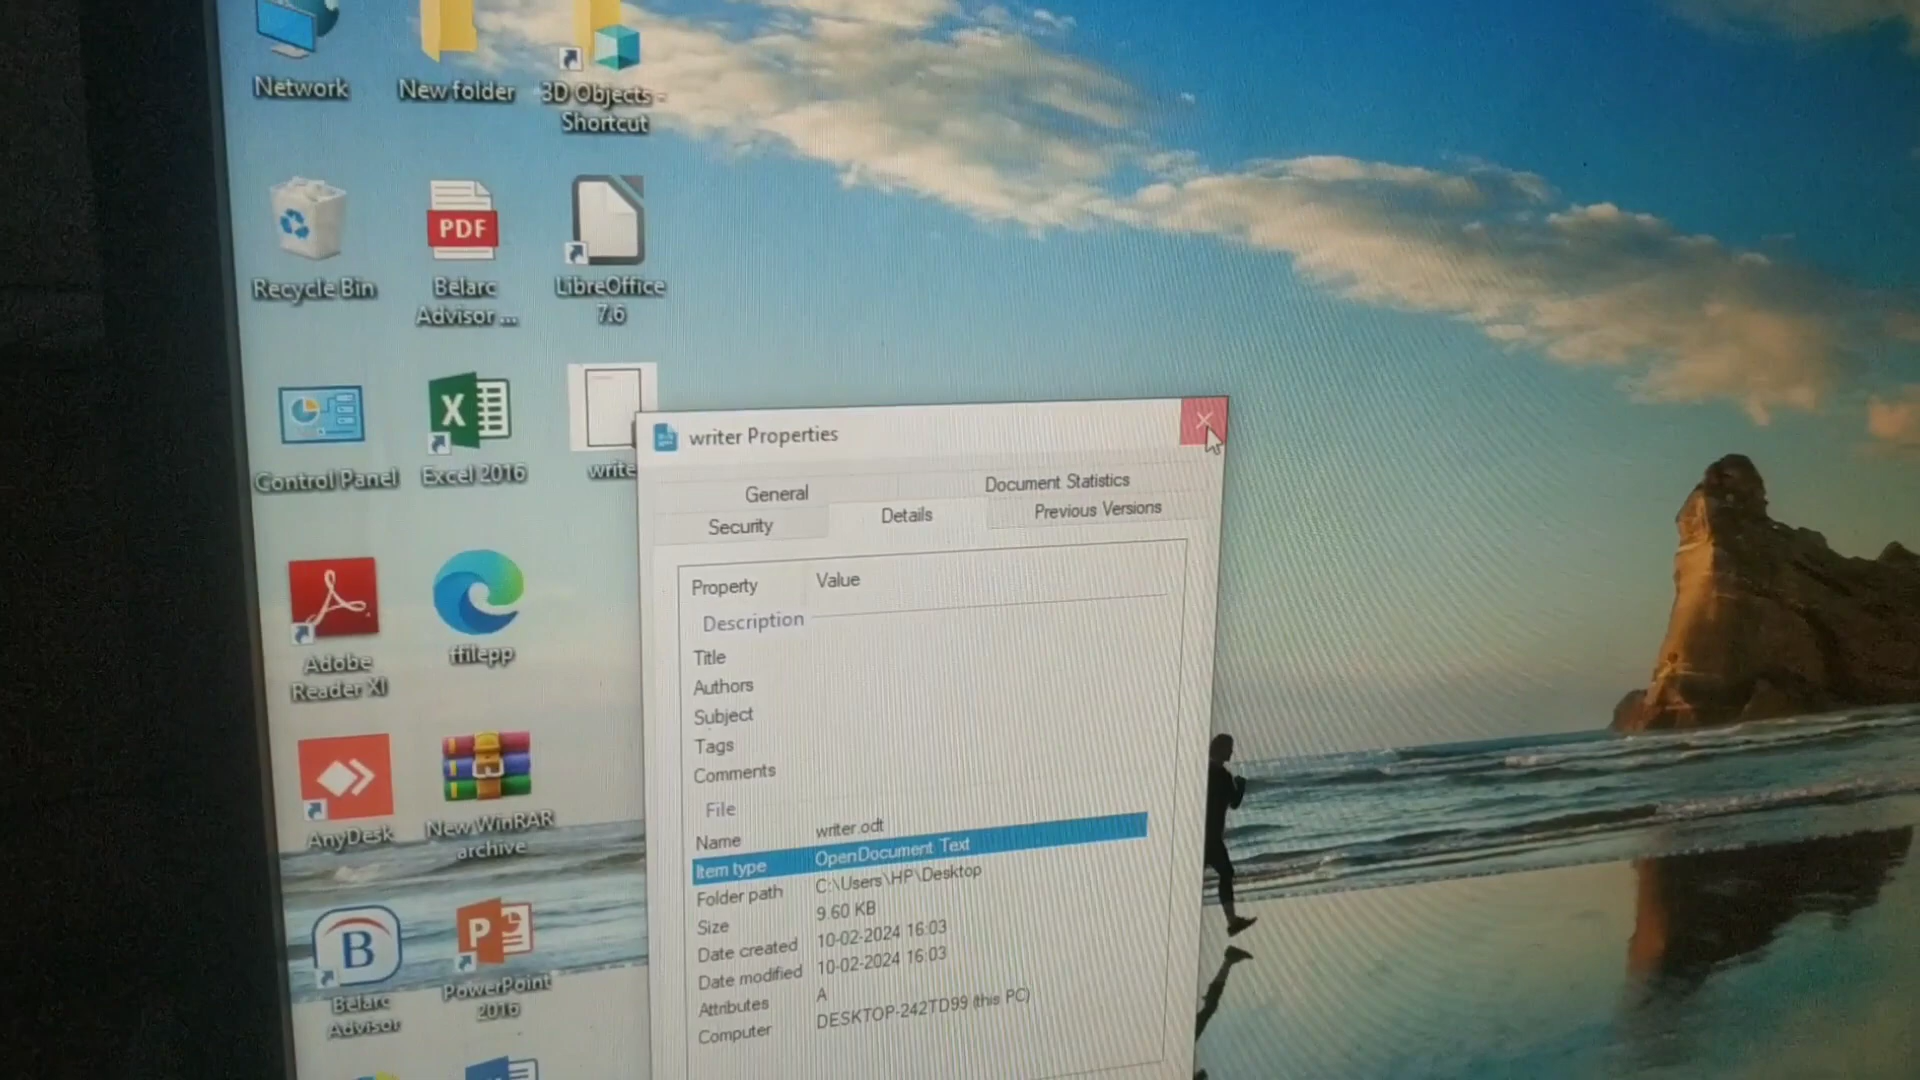 Network
New folder
3D Objects -
Shortcut
Recycle Bin
PDF
Belarc
Advisor ...
LibreOffice
7.6
Control Panel
Excel 2016
write
Adobe
Reader XI
ffilepp
AnyDesk
New WinRAR
archive
B
Belarc
Advisor
PowerPoint
2016
writer Properties
General
Document Statistics
Security
Details
Previous Versions
Property Value
Description
Title
Authors
Subject
Tags
Comments
File
Name writer.odt
Item type OpenDocument Text
Folder path C:\Users\HP\Desktop
Size 9.60 KB
Date created 10-02-2024 16:03
Date modified 10-02-2024 16:03
Attributes A
Computer DESKTOP-242TD99 (this PC)